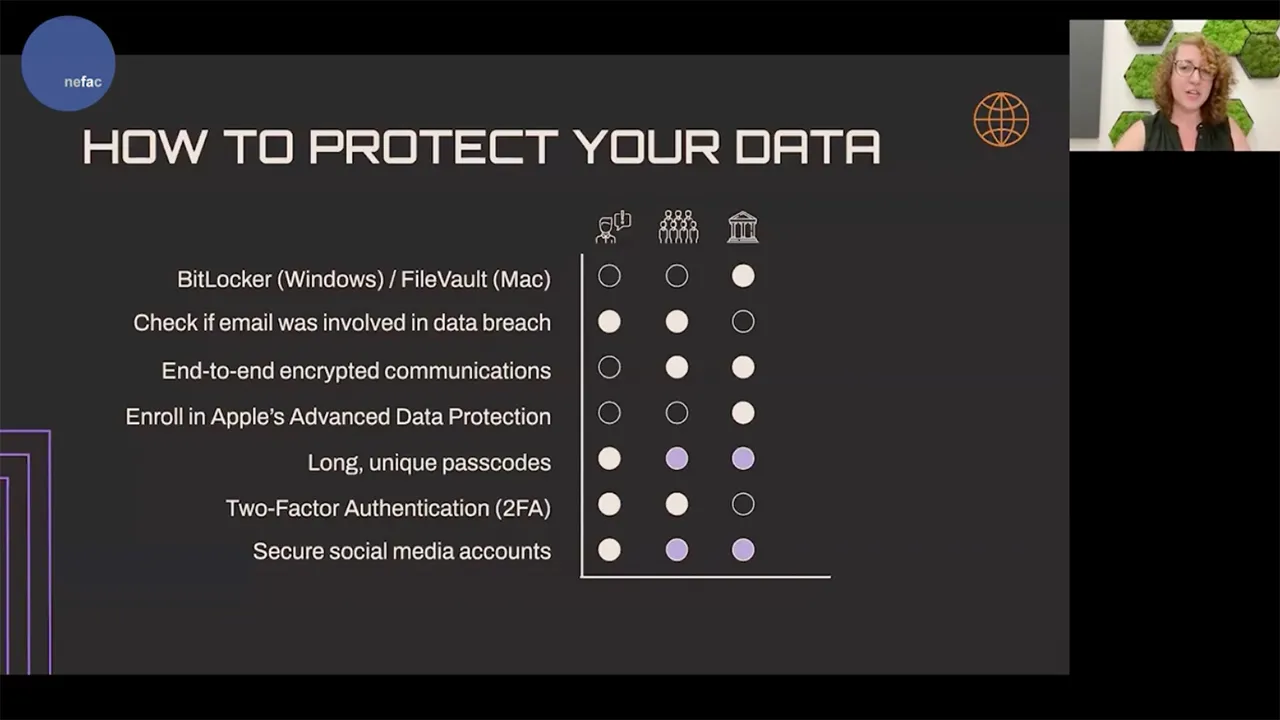 nefac
HOW TO PROTECT YOUR DATA
BitLocker (Windows) / FileVault (Mac)
Check if email was involved in data breach
End-to-end encrypted communications
Enroll in Apple's Advanced Data Protection
Long, unique passcodes
Two-Factor Authentication (2FA)
Secure social media accounts